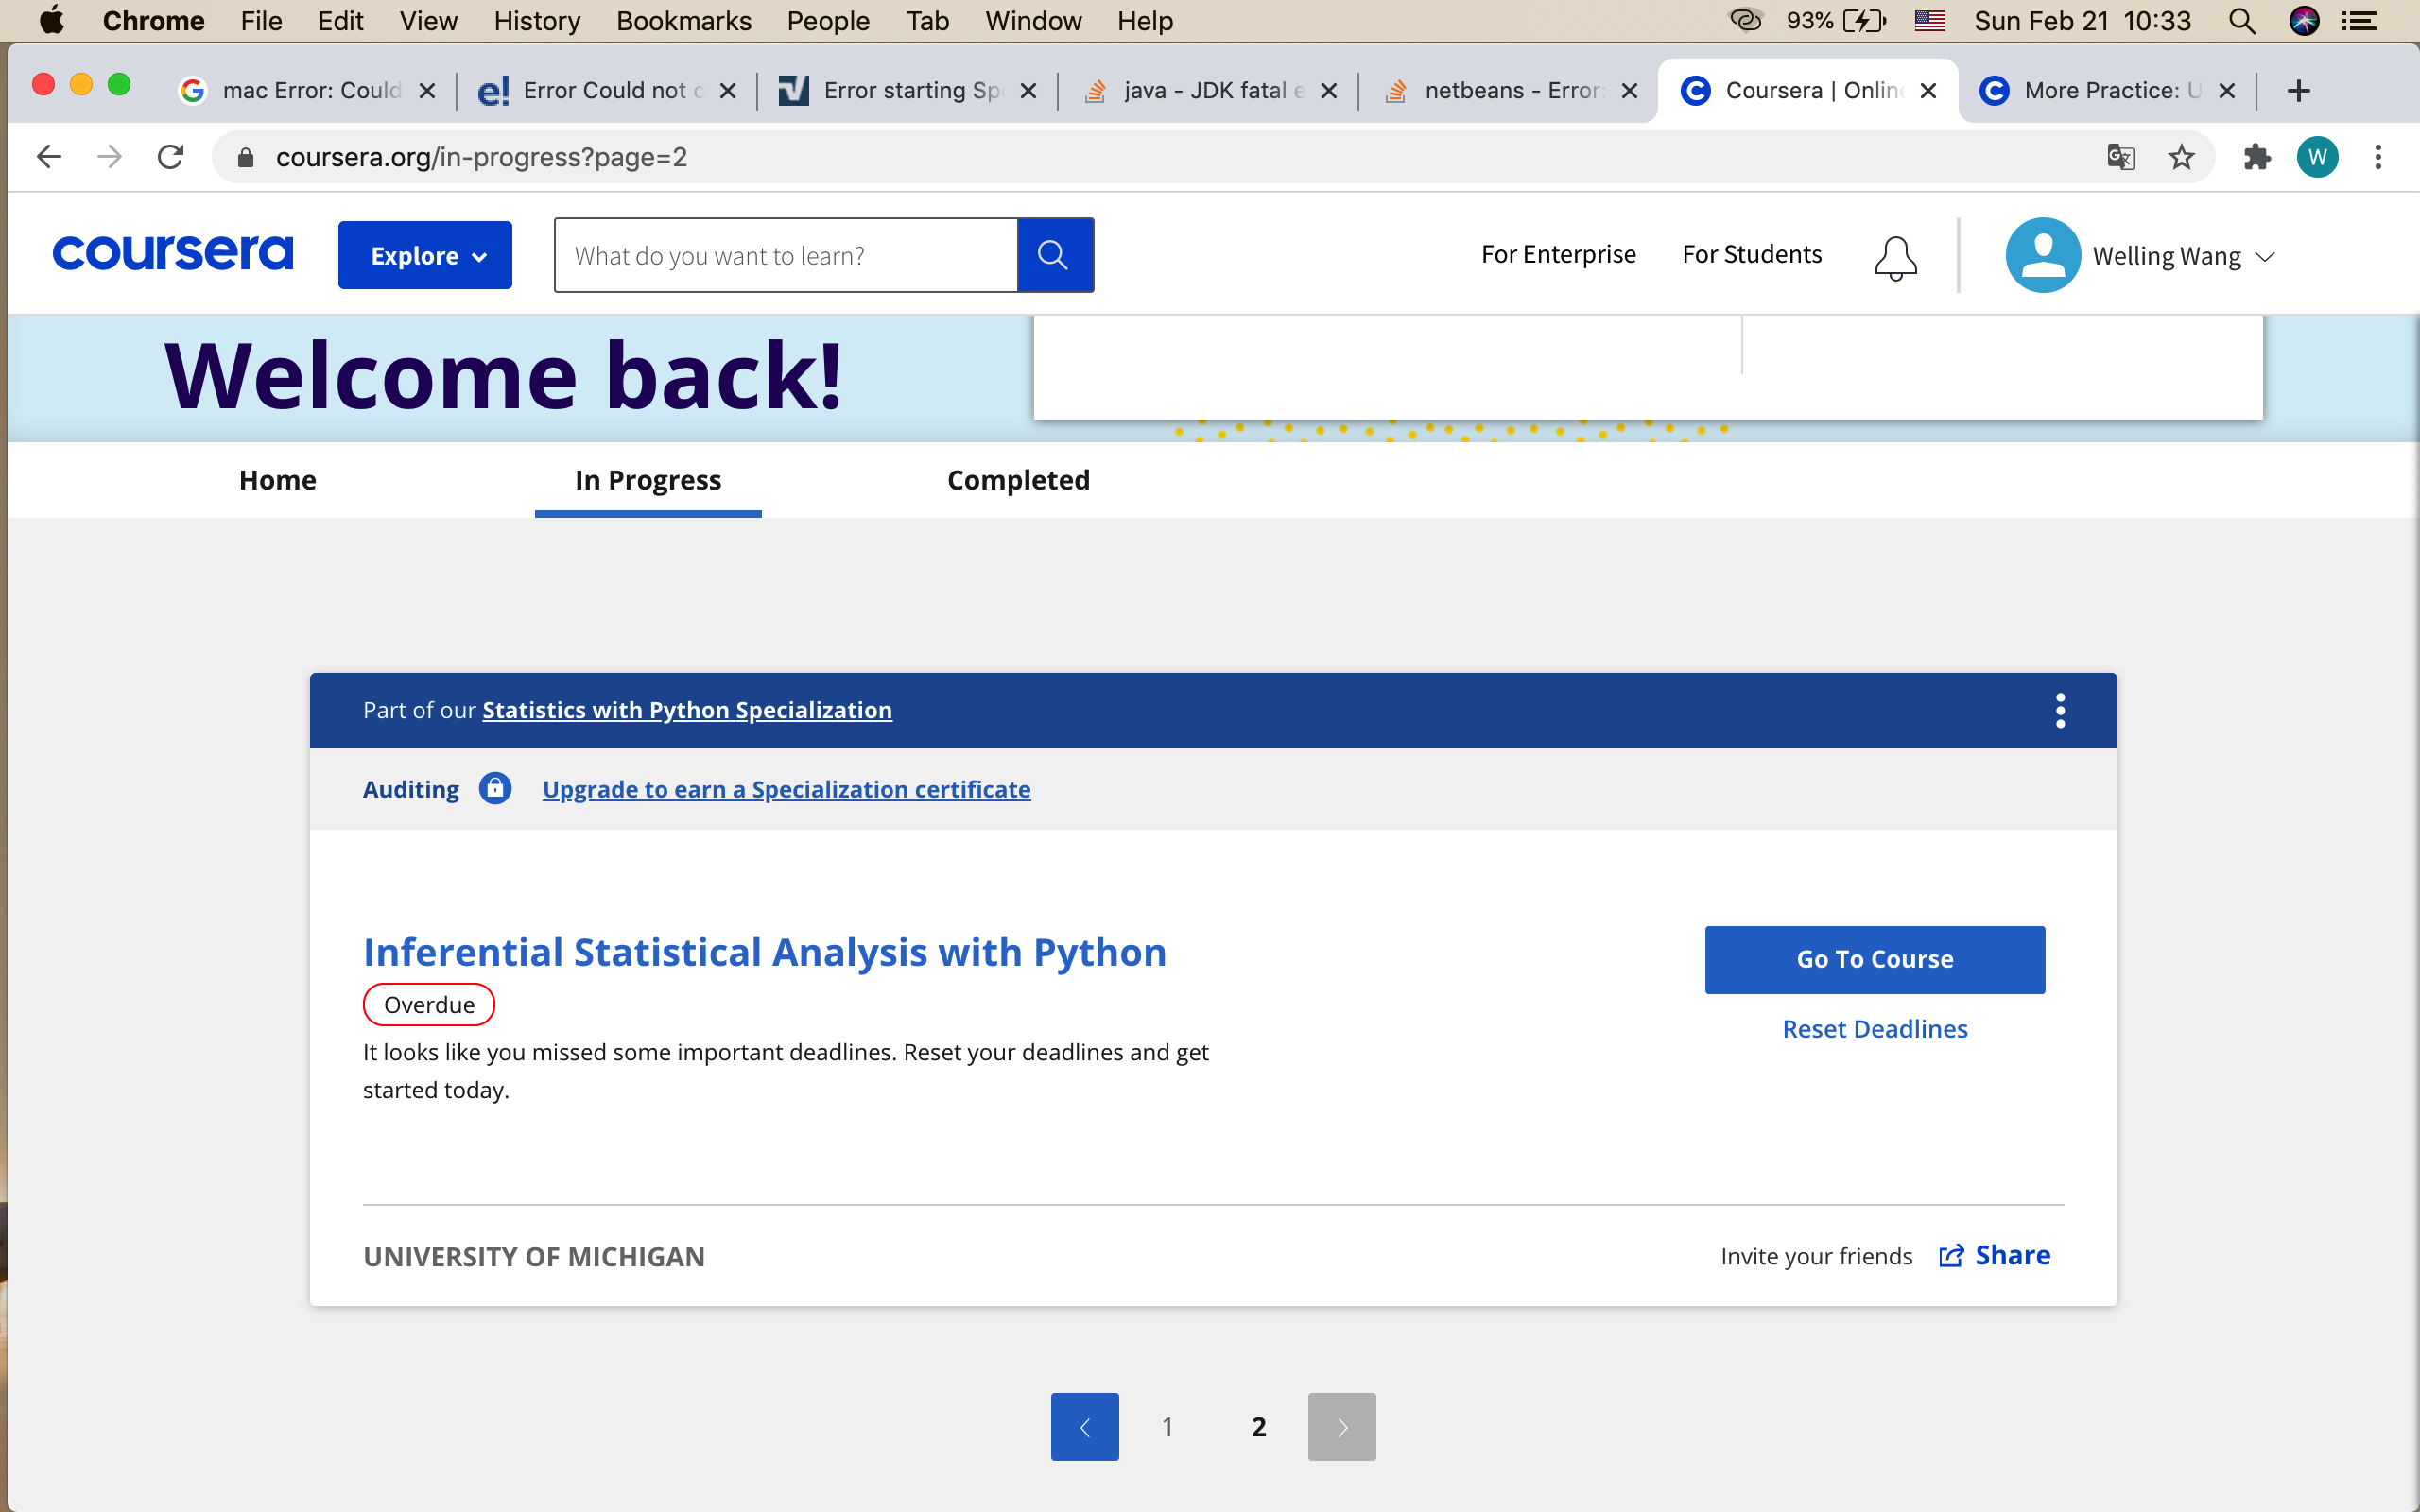 Chrome File Edit View History Bookmarks People Tab Window Help 93% Sun Feb 21 10:33
mac Error: Could Error Could not Error starting java - JDK fatal netbeans - Error: Coursera | Online More Practice:
coursera.org/in-progress?page=2 W
coursera Explore What do you want to learn? For Enterprise For Students Welling Wang
Welcome back!
Home In Progress Completed
Part of our Statistics with Python Specialization
Auditing Upgrade to earn a Specialization certificate
Inferential Statistical Analysis with Python
Go To Course
Overdue
Reset Deadlines
It looks like you missed some important deadlines. Reset your deadlines and get
started today.
UNIVERSITY OF MICHIGAN Invite your friends Share
1 2